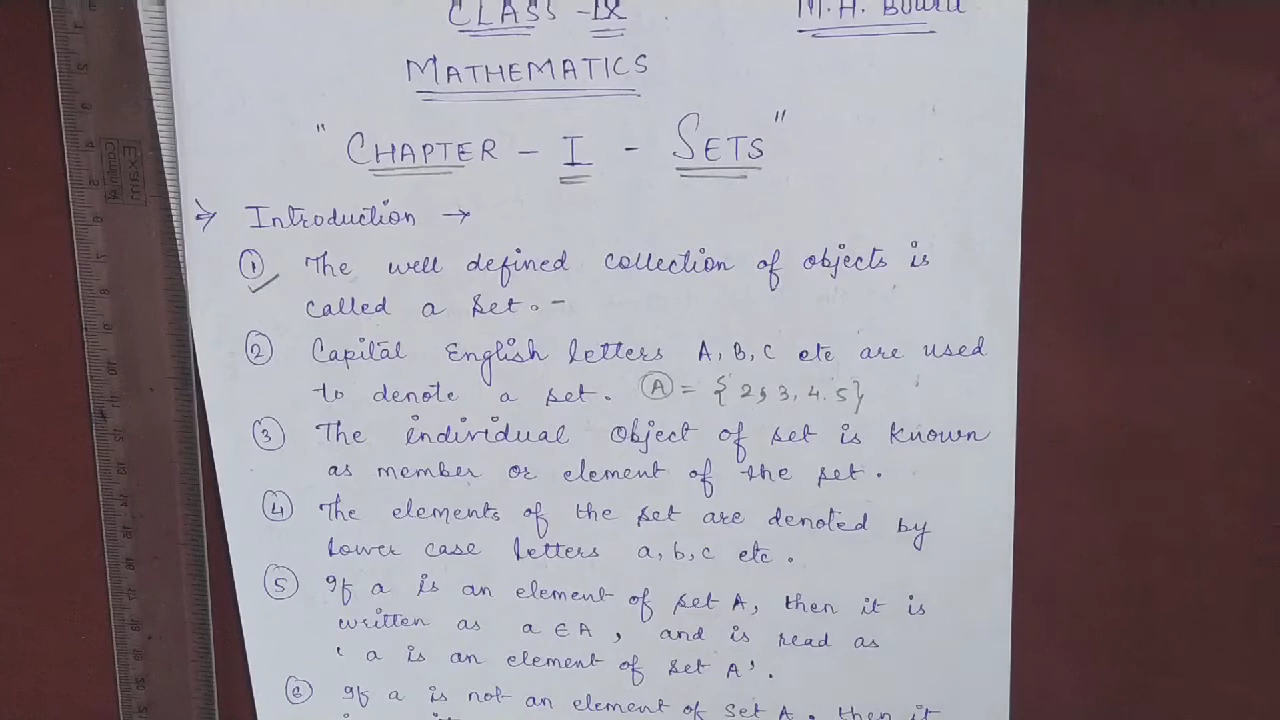 CLASS - IX
M.H. Board
MATHEMATICS
"CHAPTER - I - SETS"
⇒ Introduction →
① The well defined collection of objects is
called a set. -
② Capital English letters A, B, C etc are used
to denote a set. Ⓐ = { 2, 3, 4. 5}
③ The individual object of set is known
as member or element of the set.
④ The elements of the set are denoted by
lower case letters a, b, c etc.
⑤ If a is an element of set A, then it is
written as a ∈ A, and is read as
' a is an element of set A'.
⑥ If a is not an element of set A, then it